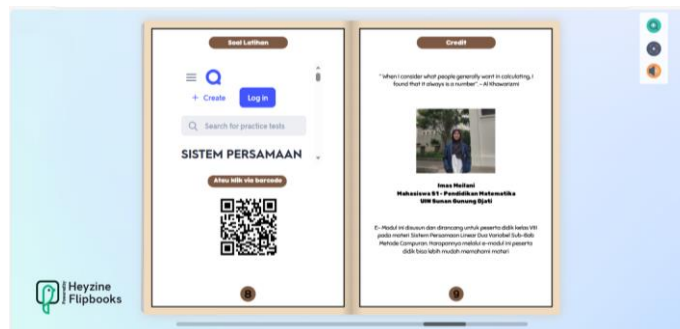 Soal Latihan
Q
+ Create
Log in
Search for practice tests
SISTEM PERSAMAAN
Atau klik via barcode
8
Credit
" When I consider what people generally want in calculating, I
found that it always is a number". - Al Khawarizmi
Imas Meilani
Mahasiswa S1 - Pendidikan Matematika
UIN Sunan Gunung Djati
E- Modul ini disusun dan dirancang untuk peserta didik kelas VIII
pada materi Sistem Persamaan Linear Dua Variabel Sub-Bab
Metode Campuran. Harapannya melalui e-modul ini peserta
didik bisa lebih mudah memahami materi
9
Heyzine
Flipbooks